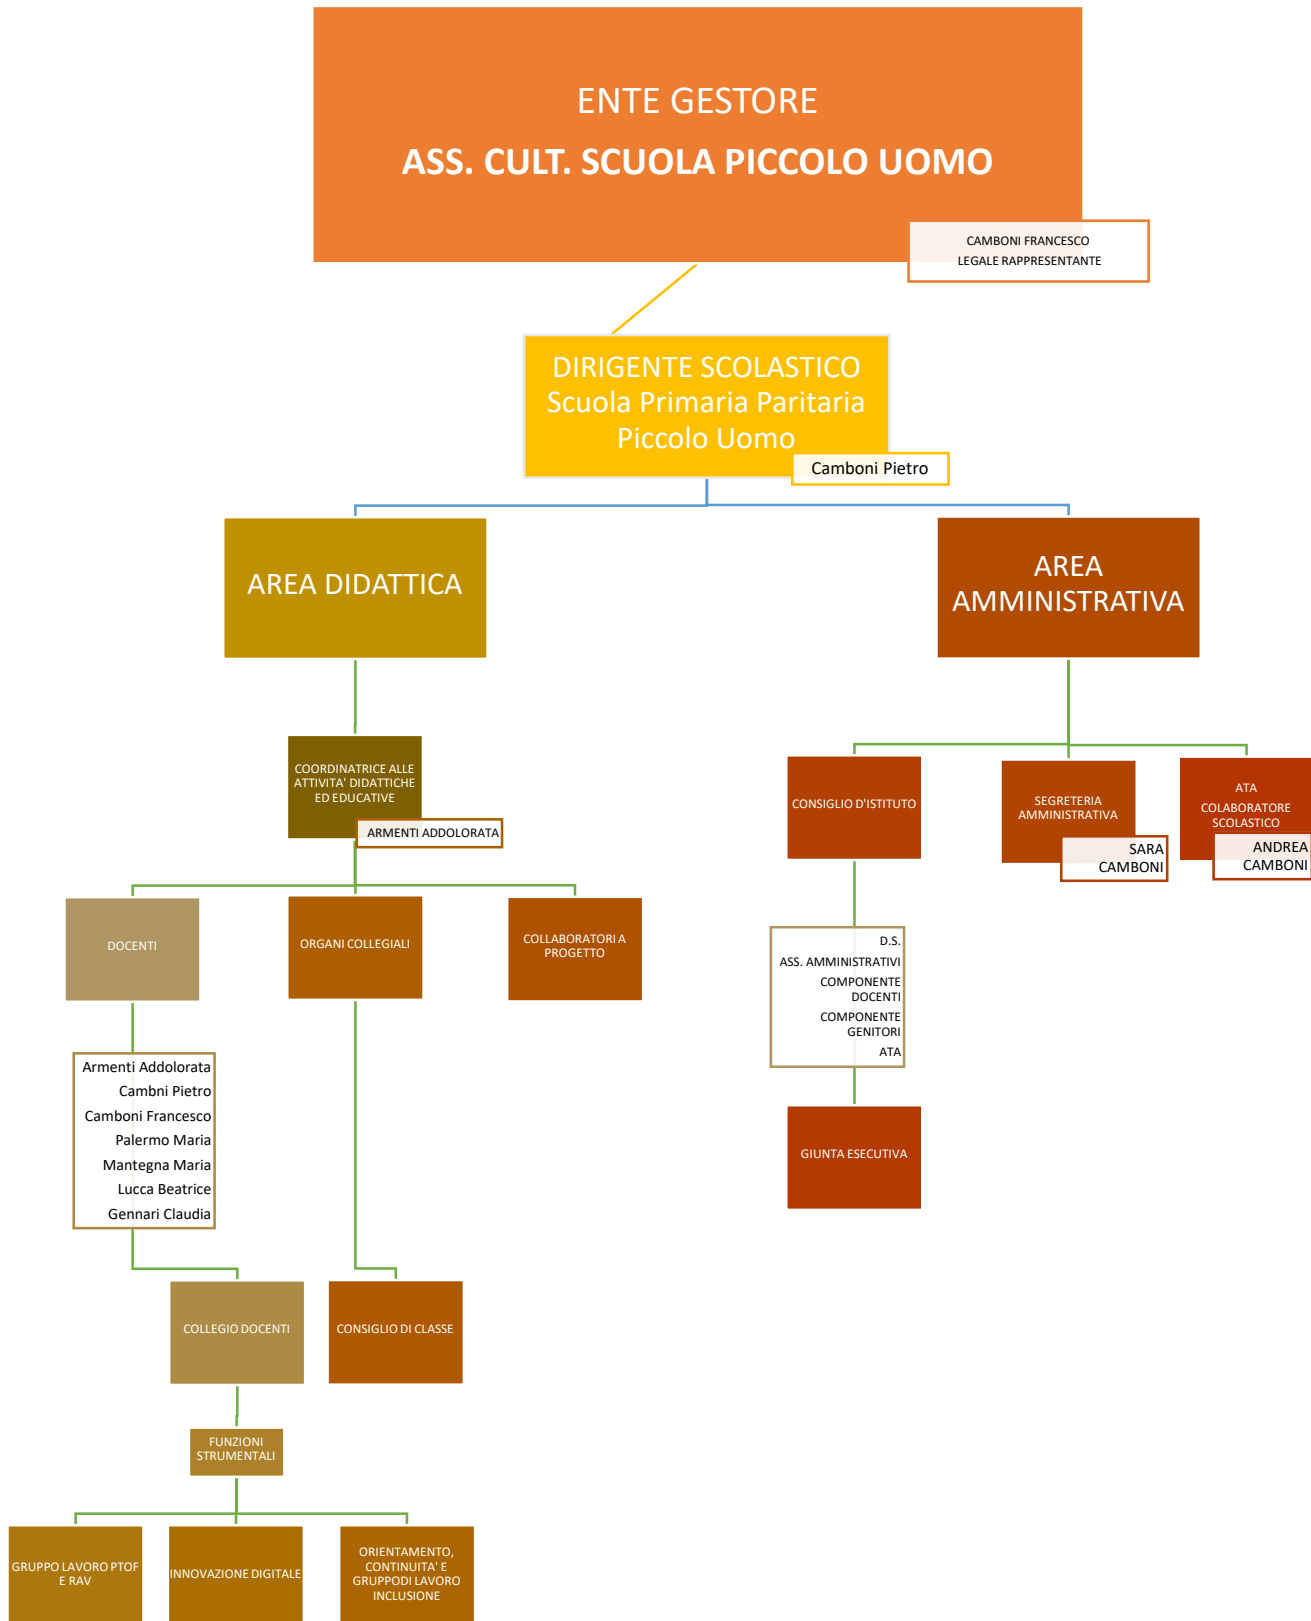 ENTE GESTORE
ASS. CULT. SCUOLA PICCOLO UOMO
CAMBONI FRANCESCO
LEGALE RAPPRESENTANTE
DIRIGENTE SCOLASTICO
Scuola Primaria Paritaria
Piccolo Uomo
Camboni Pietro
AREA DIDATTICA
AREA
AMMINISTRATIVA
COORDINATRICE ALLE
ATTIVITA' DIDATTICHE
ED EDUCATIVE
ARMENTI ADDOLORATA
CONSIGLIO D'ISTITUTO
SEGRETERIA
AMMINISTRATIVA
SARA
CAMBONI
ATA
COLABORATORE
SCOLASTICO
ANDREA
CAMBONI
DOCENTI
ORGANI COLLEGIALI
COLLABORATORI A
PROGETTO
D.S.
ASS. AMMINISTRATIVI
COMPONENTE
DOCENTI
COMPONENTE
GENITORI
ATA
Armenti Addolorata
Cambni Pietro
Camboni Francesco
Palermo Maria
Mantegna Maria
Lucca Beatrice
Gennari Claudia
GIUNTA ESECUTIVA
COLLEGIO DOCENTI
CONSIGLIO DI CLASSE
FUNZIONI
STRUMENTALI
GRUPPO LAVORO PTOF
E RAV
INNOVAZIONE DIGITALE
ORIENTAMENTO,
CONTINUITA' E
GRUPPODI LAVORO
INCLUSIONE